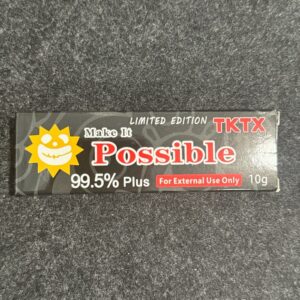 LIMITED EDITION TKTX
Make It
Possible
99.5% Plus For External Use Only 10g